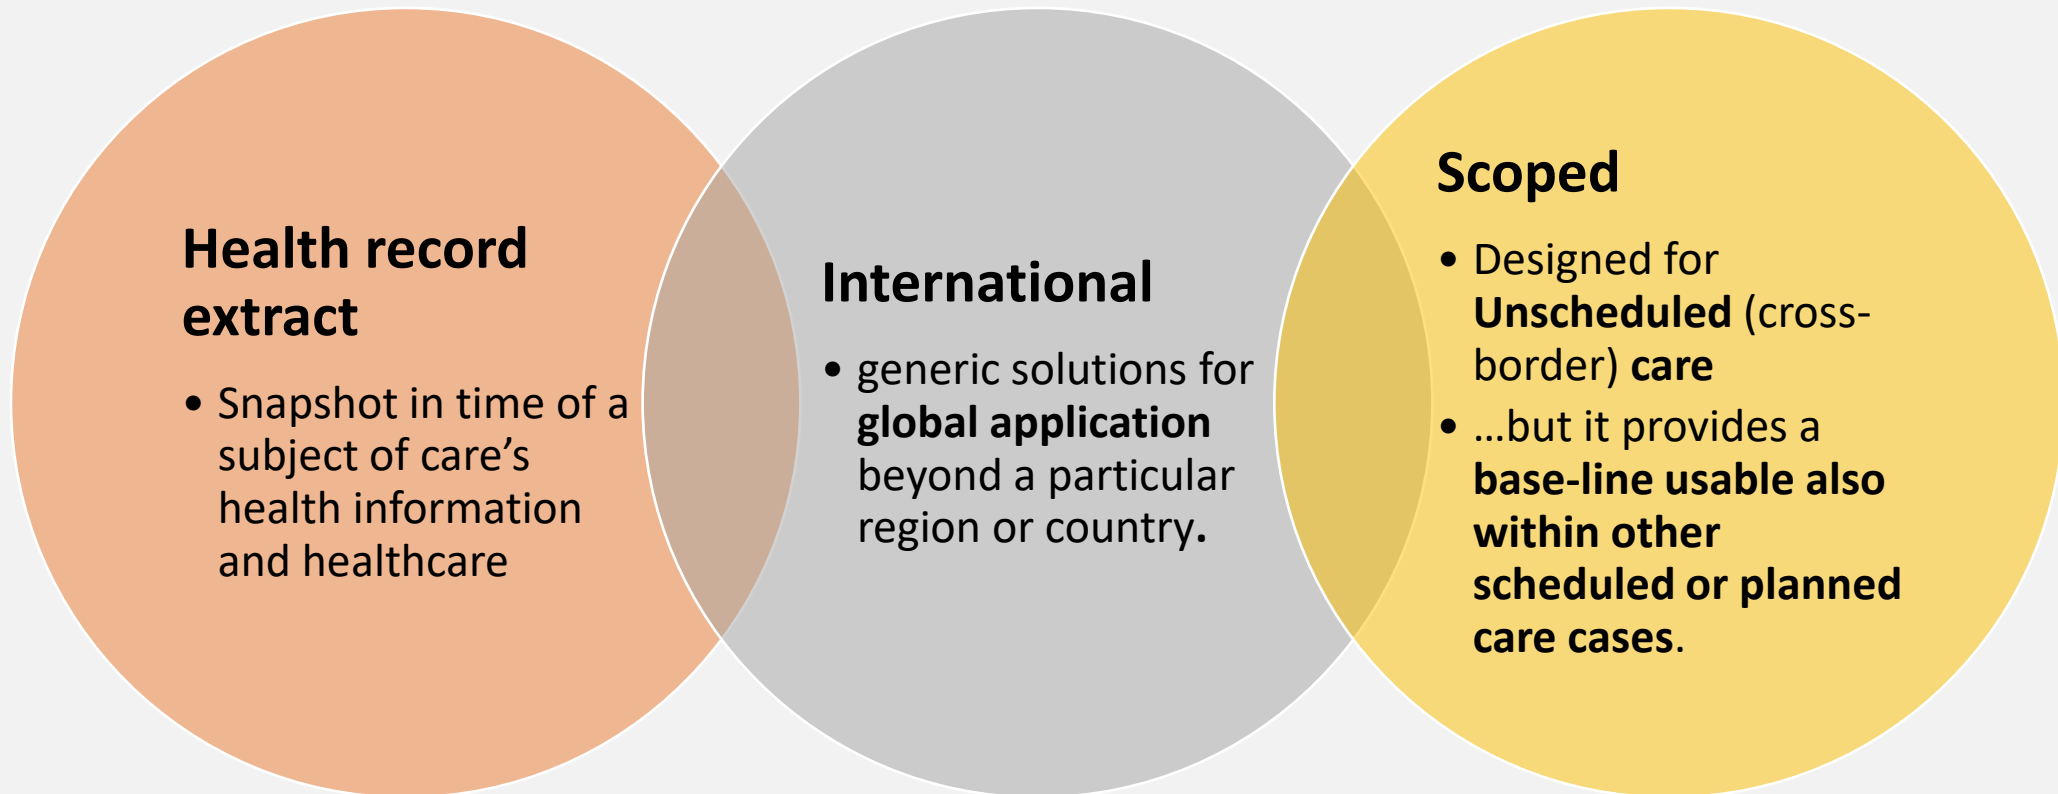 Health record
extract
• Snapshot in time of a
subject of care’s
health information
and healthcare
International
• generic solutions for
global application
beyond a particular
region or country.
Scoped
• Designed for
Unscheduled (cross-
border) care
• …but it provides a
base-line usable also
within other
scheduled or planned
care cases.